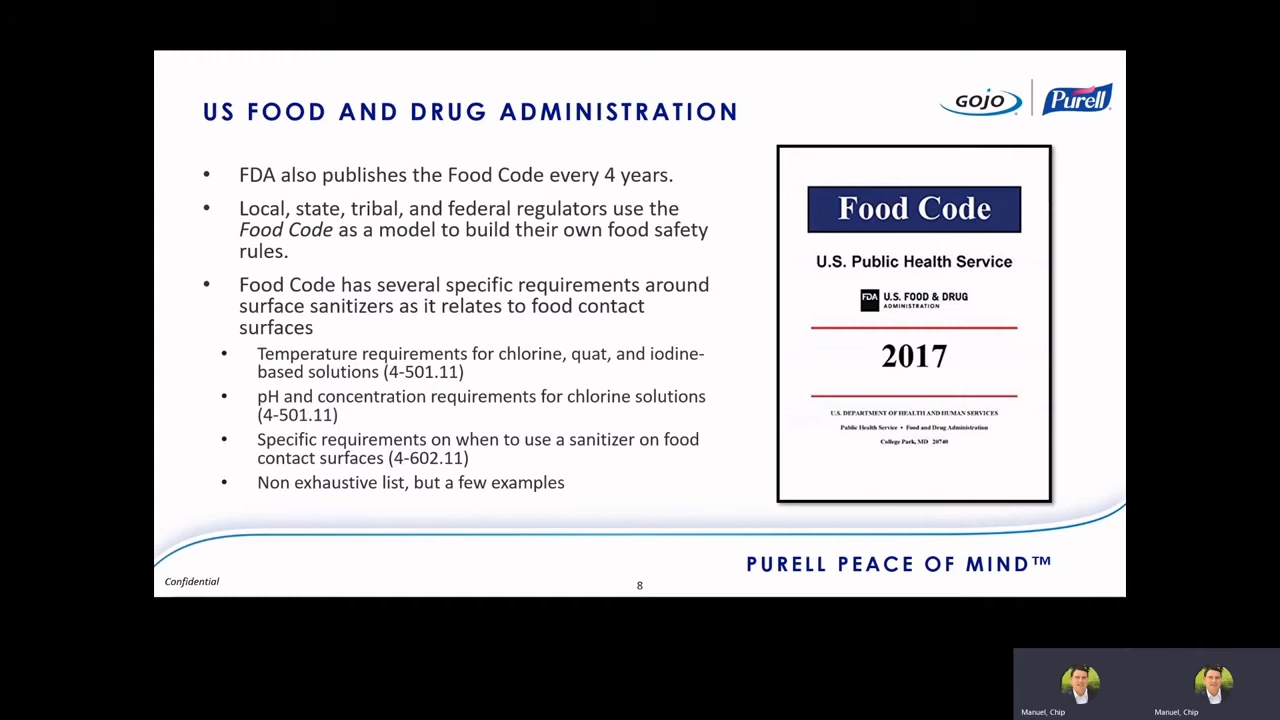 US FOOD AND DRUG ADMINISTRATION
GOJO
Purell
• FDA also publishes the Food Code every 4 years.
• Local, state, tribal, and federal regulators use the
Food Code as a model to build their own food safety
rules.
• Food Code has several specific requirements around
surface sanitizers as it relates to food contact
surfaces
• Temperature requirements for chlorine, quat, and iodine-
based solutions (4-501.11)
• pH and concentration requirements for chlorine solutions
(4-501.11)
• Specific requirements on when to use a sanitizer on food
contact surfaces (4-602.11)
• Non exhaustive list, but a few examples
Food Code
U.S. Public Health Service
FDA U.S. FOOD & DRUG
ADMINISTRATION
2017
U.S. DEPARTMENT OF HEALTH AND HUMAN SERVICES
Public Health Service • Food and Drug Administration
College Park, MD 20740
PURELL PEACE OF MIND™
Confidential
8
Manuel, Chip
Manuel, Chip